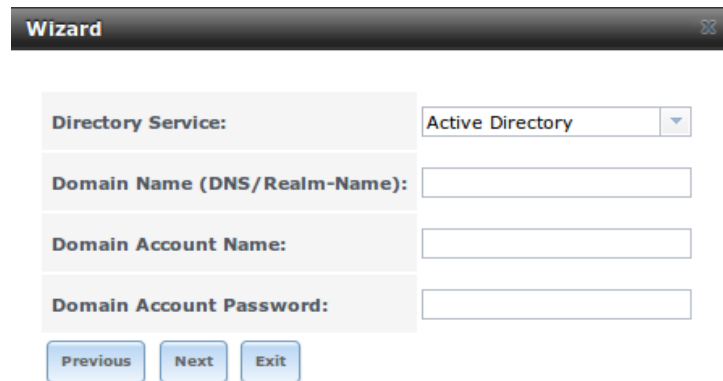 Wizard
Directory Service: Active Directory
Domain Name (DNS/Realm-Name):
Domain Account Name:
Domain Account Password:
Previous Next Exit